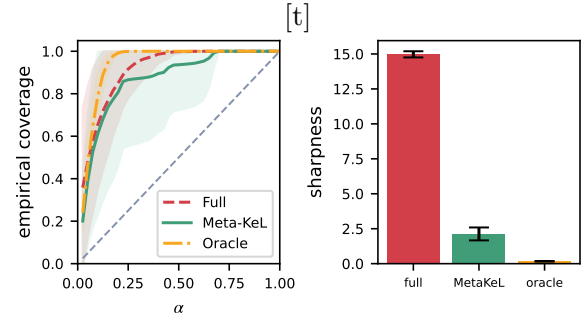 [t]
empirical coverage
1.0
0.8
0.6
0.4
0.2
0.0
Full
Meta-KeL
Oracle
0.00 0.25 0.50 0.75 1.00
α
sharpness
15.0
12.5
10.0
7.5
5.0
2.5
0.0
full MetaKeL oracle